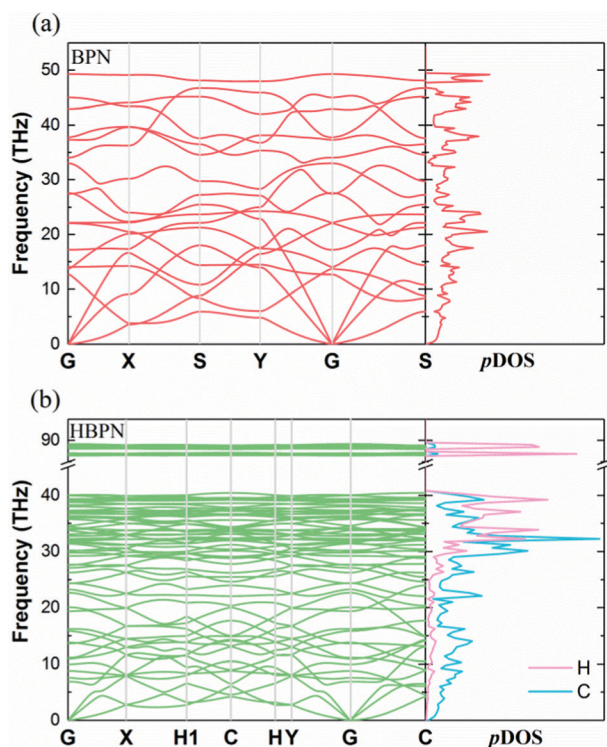 (a)
BPN
50
40
30
20
10
0
Frequency (THz)
G X S Y G S pDOS
(b)
HBPN
90
40
30
20
10
0
Frequency (THz)
H
C
G X H1 C H Y G C pDOS